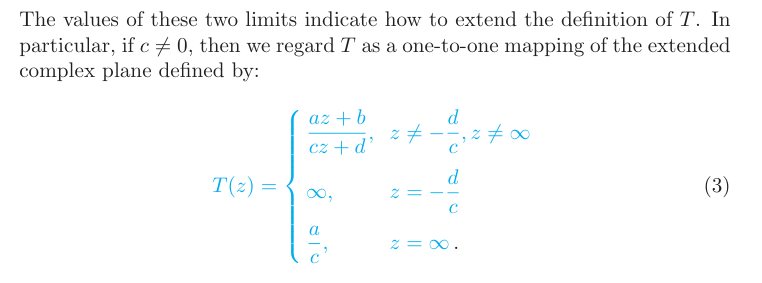 The values of these two limits indicate how to extend the definition of T. In
particular, if c ≠ 0, then we regard T as a one-to-one mapping of the extended
complex plane defined by:
T(z) = { (az + b)/(cz + d), z ≠ −d/c, z ≠ ∞
∞, z = −d/c
a/c, z = ∞ .
(3)